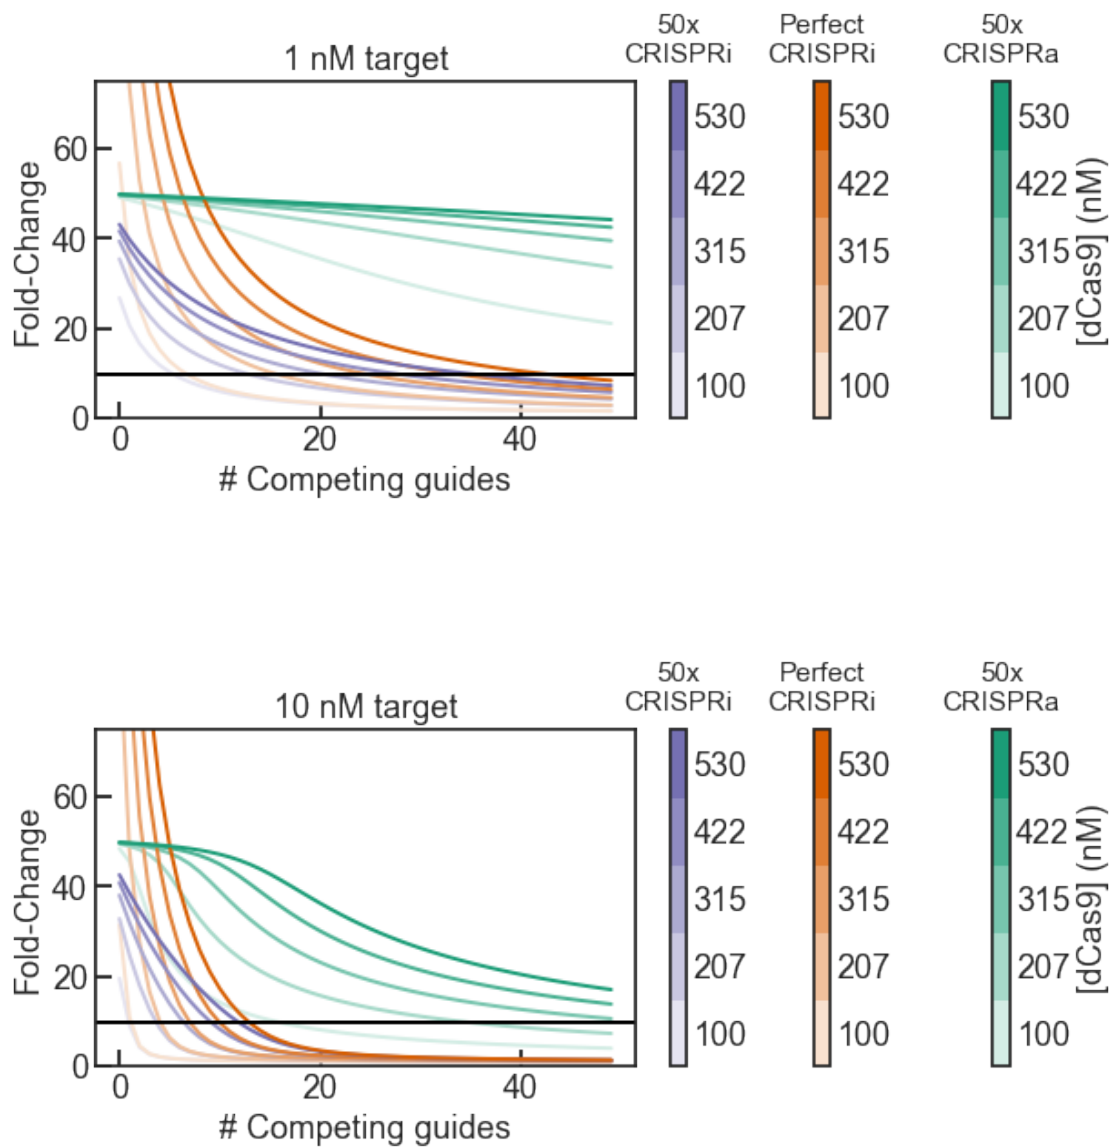 50x Perfect 50x
CRISPRi CRISPRi CRISPRa
1 nM target
Fold-Change
60
40
20
0
0 20 40
# Competing guides
530 530 530
422 422 422
315 315 315
207 207 207
100 100 100
[dCas9] (nM)
50x Perfect 50x
CRISPRi CRISPRi CRISPRa
10 nM target
Fold-Change
60
40
20
0
0 20 40
# Competing guides
530 530 530
422 422 422
315 315 315
207 207 207
100 100 100
[dCas9] (nM)